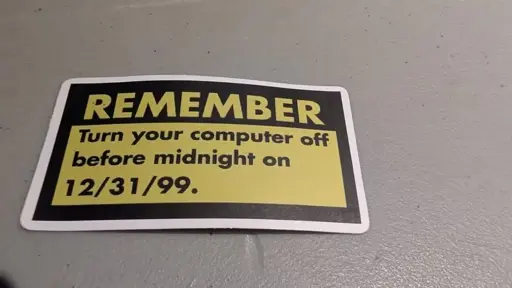 REMEMBER
Turn your computer off
before midnight on
12/31/99.